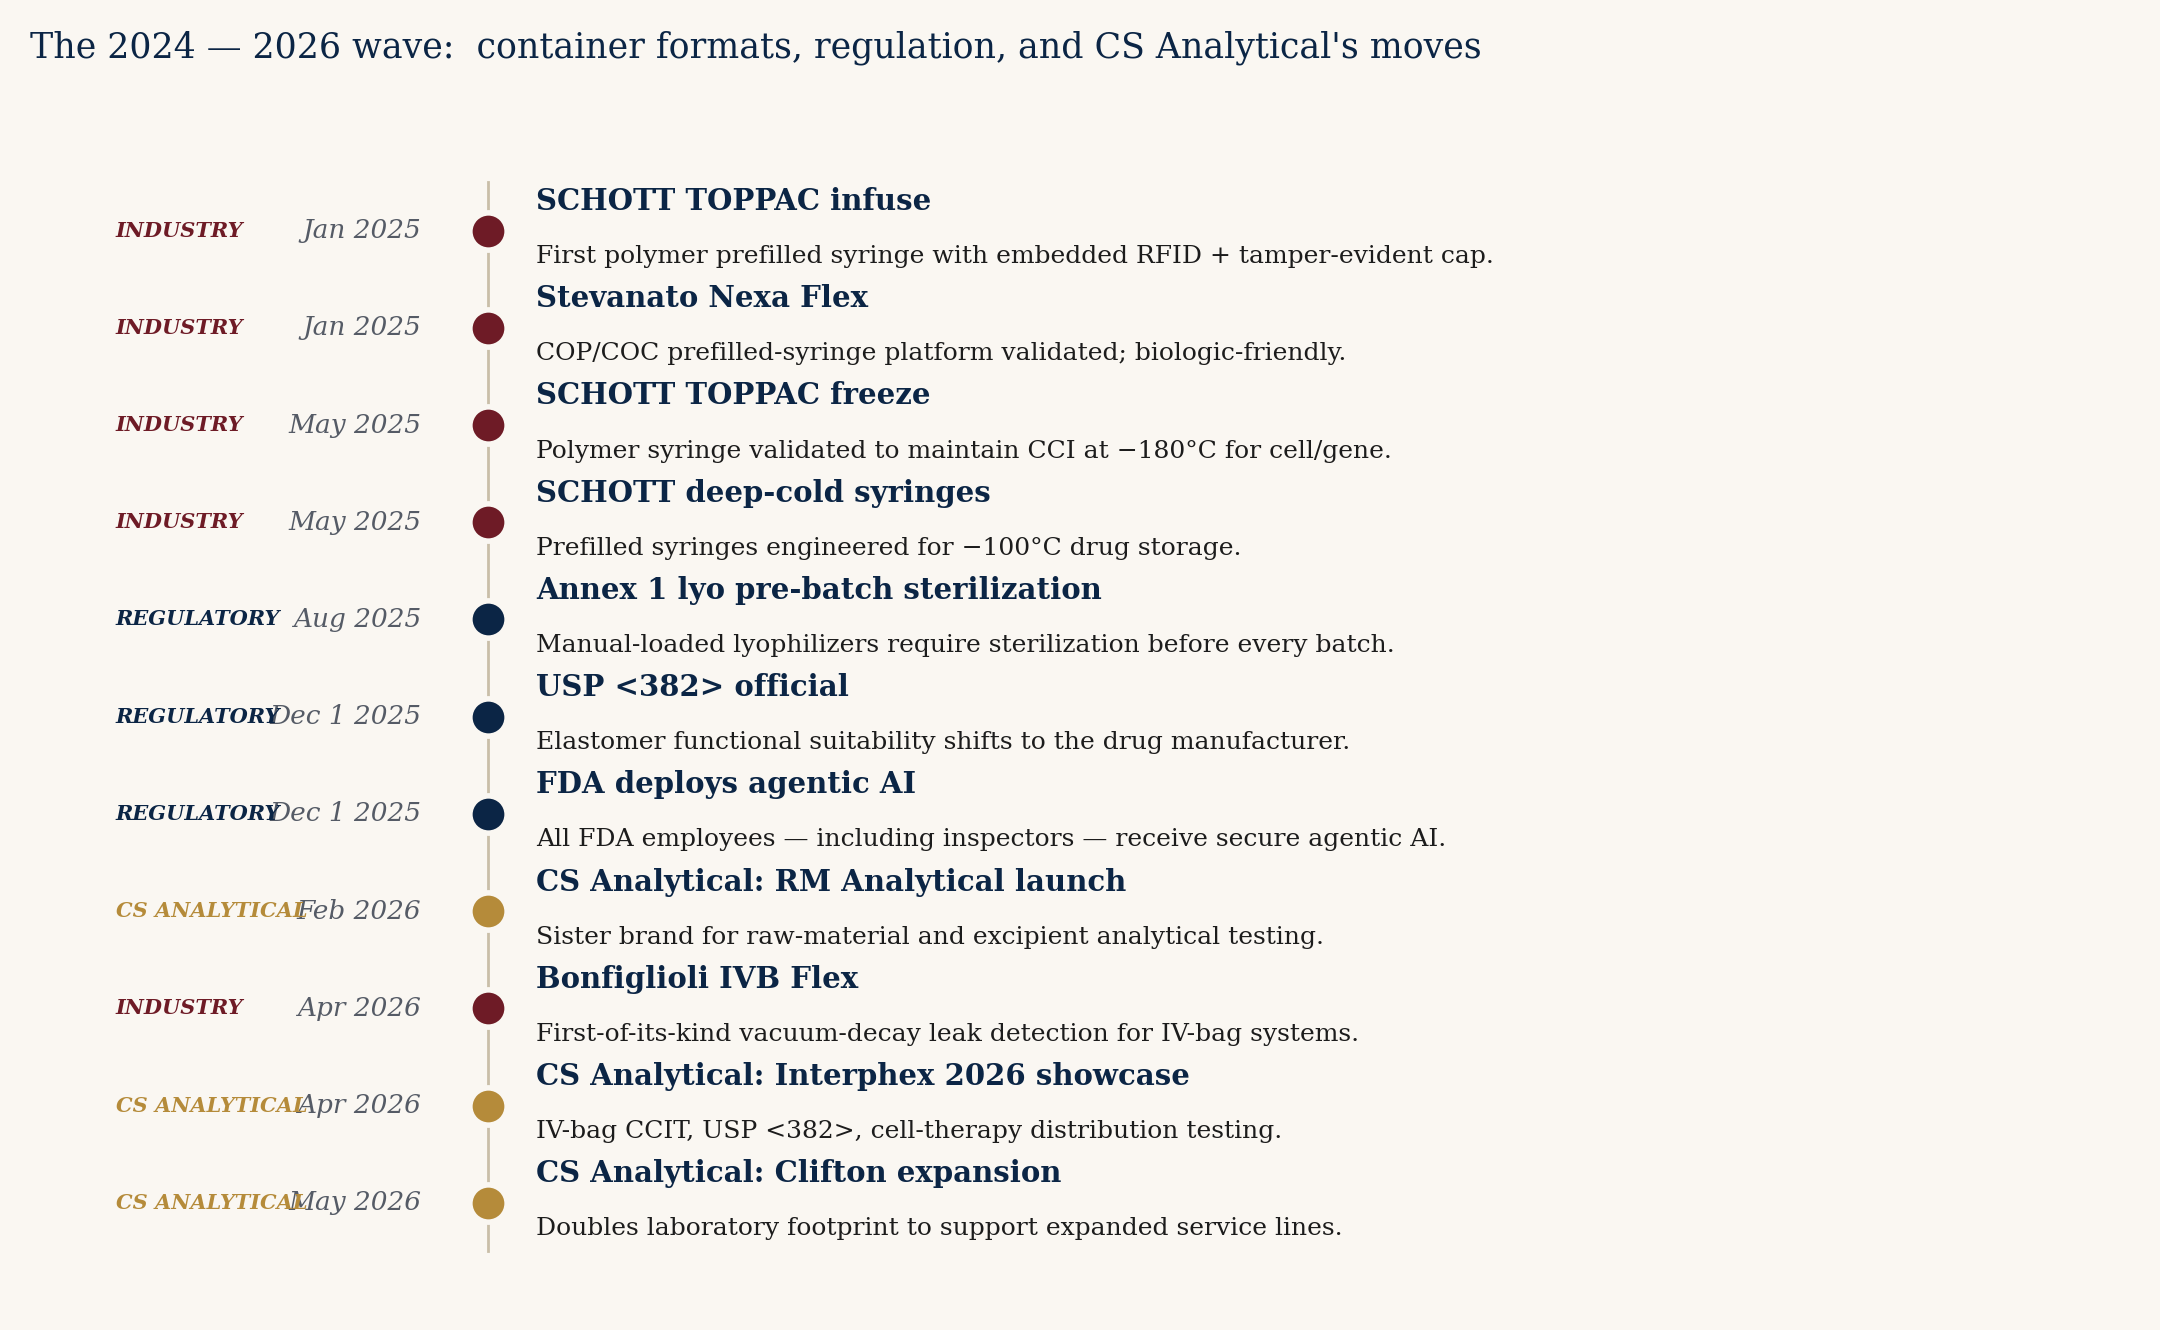 The 2024 — 2026 wave:  container formats, regulation, and CS Analytical's moves
SCHOTT TOPPAC infuse
INDUSTRY Jan 2025
First polymer prefilled syringe with embedded RFID + tamper-evident cap.
Stevanato Nexa Flex
INDUSTRY Jan 2025
COP/COC prefilled-syringe platform validated; biologic-friendly.
SCHOTT TOPPAC freeze
INDUSTRY May 2025
Polymer syringe validated to maintain CCI at −180°C for cell/gene.
SCHOTT deep-cold syringes
INDUSTRY May 2025
Prefilled syringes engineered for −100°C drug storage.
Annex 1 lyo pre-batch sterilization
REGULATORY Aug 2025
Manual-loaded lyophilizers require sterilization before every batch.
USP <382> official
REGULATORY Dec 1 2025
Elastomer functional suitability shifts to the drug manufacturer.
FDA deploys agentic AI
REGULATORY Dec 1 2025
All FDA employees — including inspectors — receive secure agentic AI.
CS Analytical: RM Analytical launch
CS ANALYTICAL Feb 2026
Sister brand for raw-material and excipient analytical testing.
Bonfiglioli IVB Flex
INDUSTRY Apr 2026
First-of-its-kind vacuum-decay leak detection for IV-bag systems.
CS Analytical: Interphex 2026 showcase
CS ANALYTICAL Apr 2026
IV-bag CCIT, USP <382>, cell-therapy distribution testing.
CS Analytical: Clifton expansion
CS ANALYTICAL May 2026
Doubles laboratory footprint to support expanded service lines.